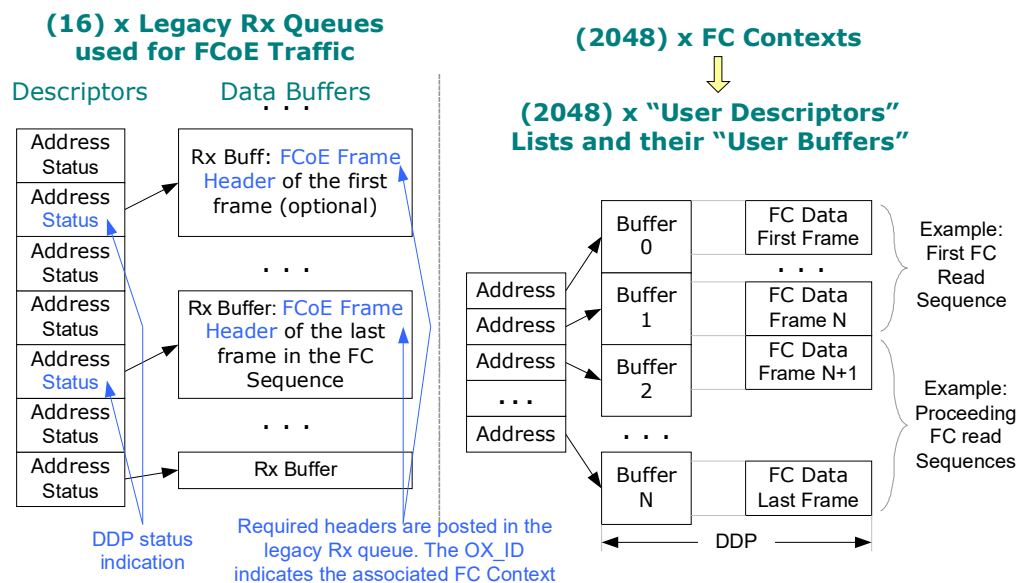 (16) x Legacy Rx Queues
used for FCoE Traffic
Descriptors
Data Buffers
. . .
Address
Status
Address
Status
Address
Status
Address
Status
Address
Status
Address
Status
Address
Status
Rx Buff: FCoE Frame
Header of the first
frame (optional)
. . .
Rx Buffer: FCoE Frame
Header of the last
frame in the FC
Sequence
. . .
Rx Buffer
DDP status
indication
Required headers are posted in the
legacy Rx queue. The OX_ID
indicates the associated FC Context
(2048) x FC Contexts
(2048) x “User Descriptors”
Lists and their “User Buffers”
Address
Address
Address
. . .
Address
Buffer
0
Buffer
1
Buffer
2
. . .
Buffer
N
FC Data
First Frame
. . .
FC Data
Frame N
FC Data
Frame N+1
. . .
FC Data
Last Frame
DDP
Example:
First FC
Read
Sequence
Example:
Proceeding
FC read
Sequences